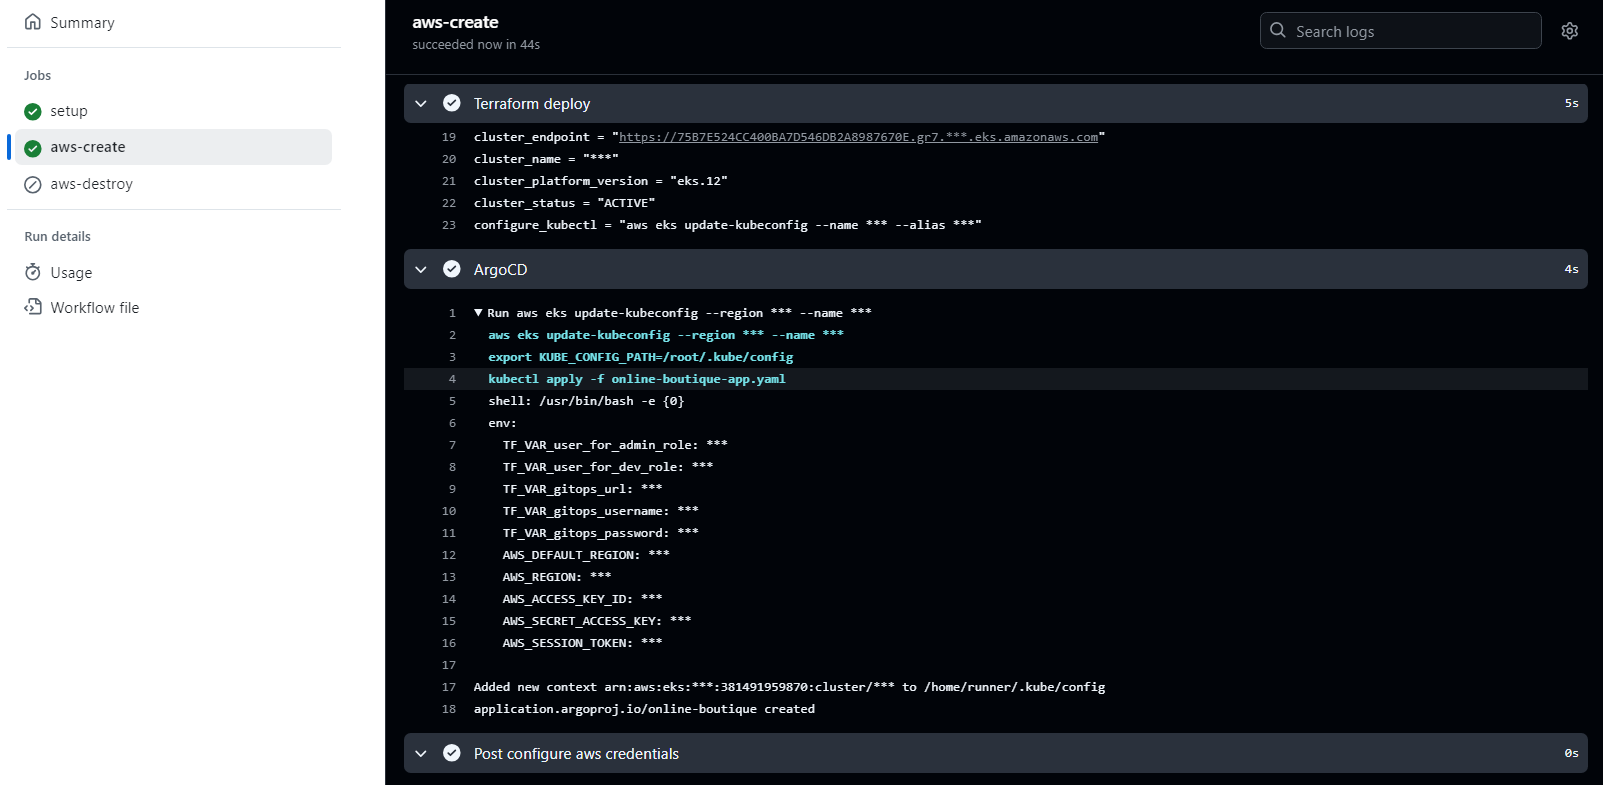 Summary
Jobs
setup
aws-create
aws-destroy
Run details
Usage
Workflow file
aws-create
succeeded now in 44s
Search logs
Terraform deploy 5s
19 cluster_endpoint = "https://75B7E524CC400BA7D546DB2A8987670E.gr7.***.eks.amazonaws.com"
20 cluster_name = "***"
21 cluster_platform_version = "eks.12"
22 cluster_status = "ACTIVE"
23 configure_kubectl = "aws eks update-kubeconfig --name *** --alias ***"
ArgoCD 4s
1 ▼ Run aws eks update-kubeconfig --region *** --name ***
2 aws eks update-kubeconfig --region *** --name ***
3 export KUBE_CONFIG_PATH=/root/.kube/config
4 kubectl apply -f online-boutique-app.yaml
5 shell: /usr/bin/bash -e {0}
6 env:
7 TF_VAR_user_for_admin_role: ***
8 TF_VAR_user_for_dev_role: ***
9 TF_VAR_gitops_url: ***
10 TF_VAR_gitops_username: ***
11 TF_VAR_gitops_password: ***
12 AWS_DEFAULT_REGION: ***
13 AWS_REGION: ***
14 AWS_ACCESS_KEY_ID: ***
15 AWS_SECRET_ACCESS_KEY: ***
16 AWS_SESSION_TOKEN: ***
17
17 Added new context arn:aws:eks:***:381491959870:cluster/*** to /home/runner/.kube/config
18 application.argoproj.io/online-boutique created
Post configure aws credentials 0s